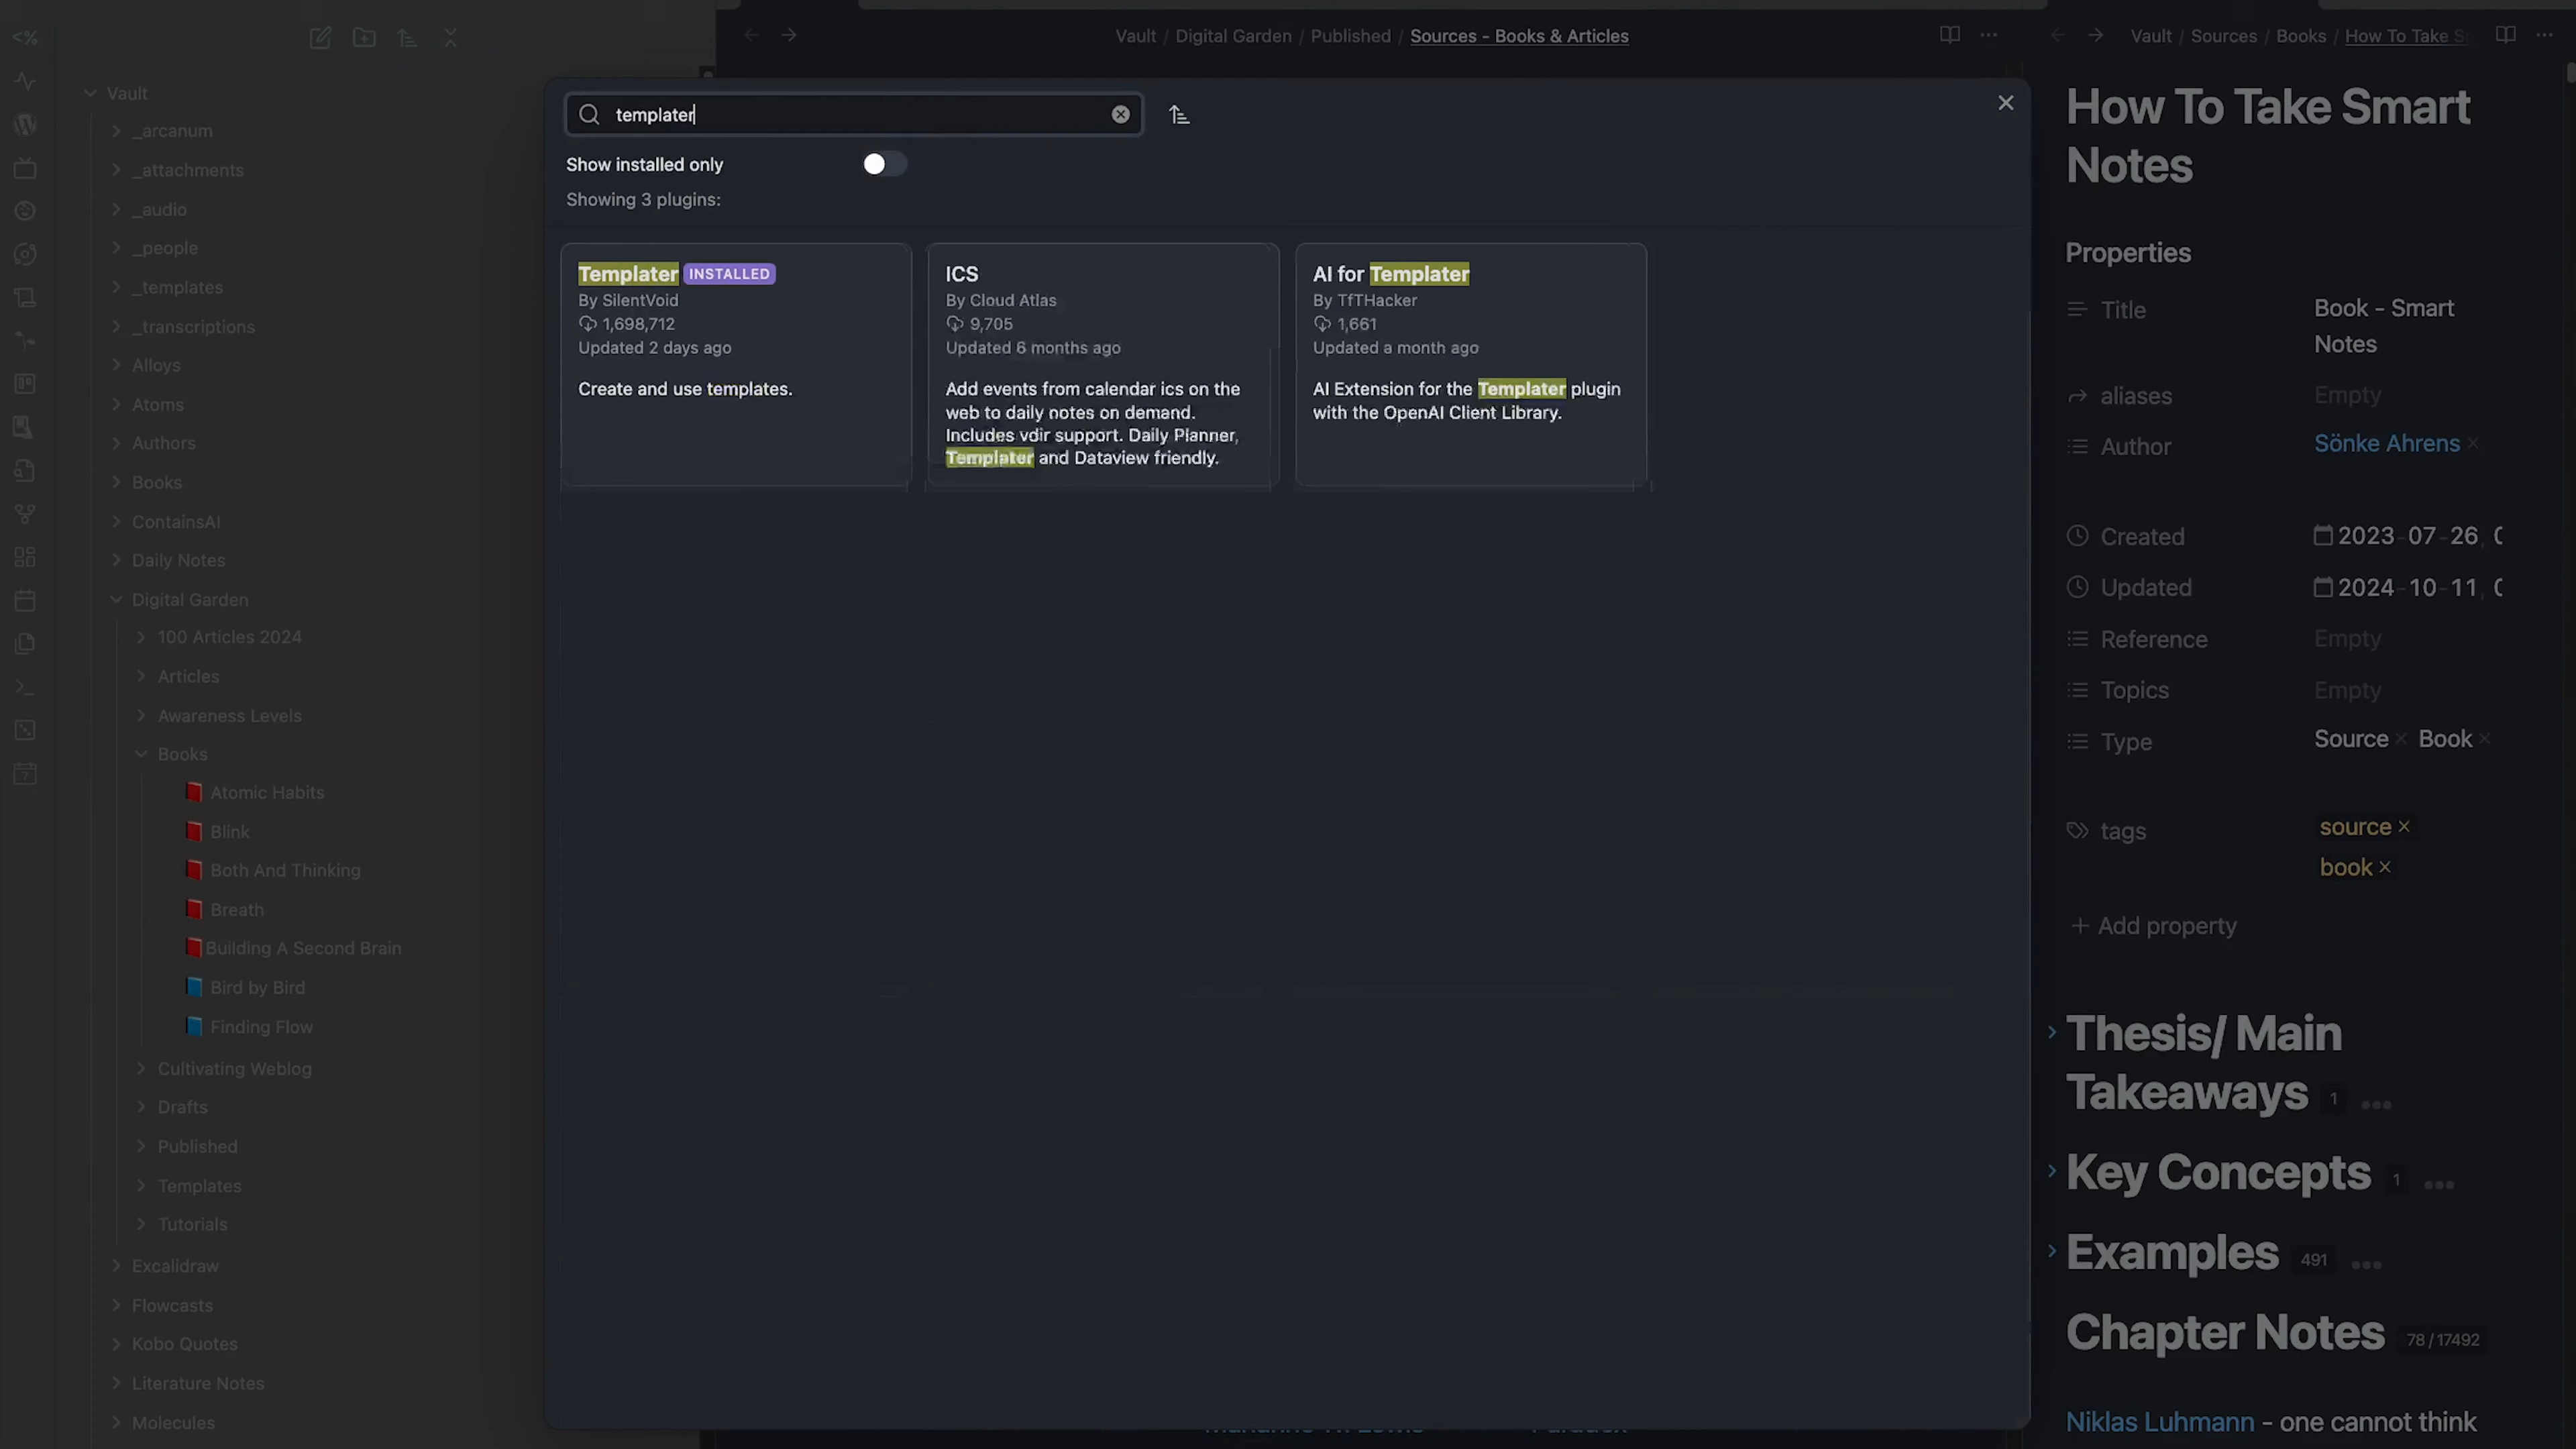 Vault
_arcanum
_attachments
_audio
_people
_templates
_transcriptions
Alloys
Atoms
Authors
Books
ContainsAI
Daily Notes
Digital Garden
100 Articles 2024
Articles
Awareness Levels
Books
Atomic Habits
Blink
Both And Thinking
Breath
Building A Second Brain
Bird by Bird
Finding Flow
Cultivating Weblog
Drafts
Published
Templates
Tutorials
Excalidraw
Flowcasts
Kobo Quotes
Literature Notes
Molecules
Vault / Digital Garden / Published / Sources - Books & Articles
templater
Show installed only
Showing 3 plugins:
Templater INSTALLED
By SilentVoid
1,698,712
Updated 2 days ago
Create and use templates.
ICS
By Cloud Atlas
9,705
Updated 6 months ago
Add events from calendar ics on the
web to daily notes on demand.
Includes vdir support. Daily Planner,
Templater and Dataview friendly.
AI for Templater
By TfTHacker
1,661
Updated a month ago
AI Extension for the Templater plugin
with the OpenAI Client Library.
Vault / Sources / Books / How To Take
How To Take Smart
Notes
Properties
Title
Book - Smart
Notes
aliases
Empty
Author
Sönke Ahrens
Created
2023-07-26,
Updated
2024-10-11,
Reference
Empty
Topics
Empty
Type
Source × Book ×
tags
source ×
book ×
+ Add property
Thesis/ Main
Takeaways 1 •••
Key Concepts 1 •••
Examples 491 •••
Chapter Notes 78/17492
Niklas Luhmann - one cannot think